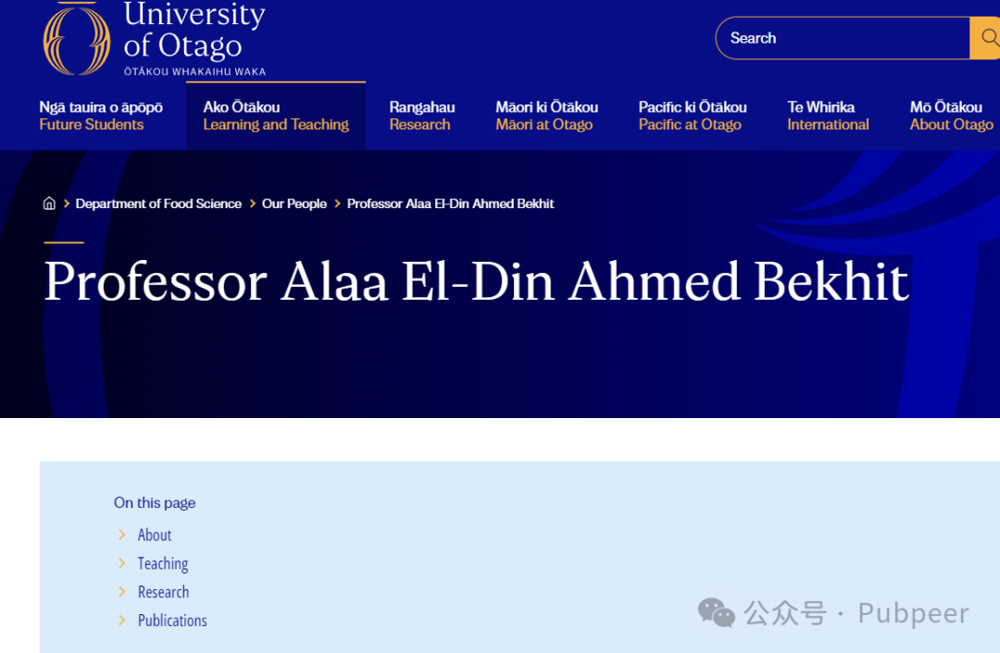 University
of Otago
ŌTĀKOU WHAKAIHU WAKA
Search
Ngā tauira o āpōpō
Future Students
Ako Ōtākou
Learning and Teaching
Rangahau
Research
Māori ki Ōtākou
Māori at Otago
Pacific ki Ōtākou
Pacific at Otago
Te Whirika
International
Mō Ōtākou
About Otago
Department of Food Science > Our People > Professor Alaa El-Din Ahmed Bekhit
Professor Alaa El-Din Ahmed Bekhit
On this page
About
Teaching
Research
Publications
公众号 · Pubpeer